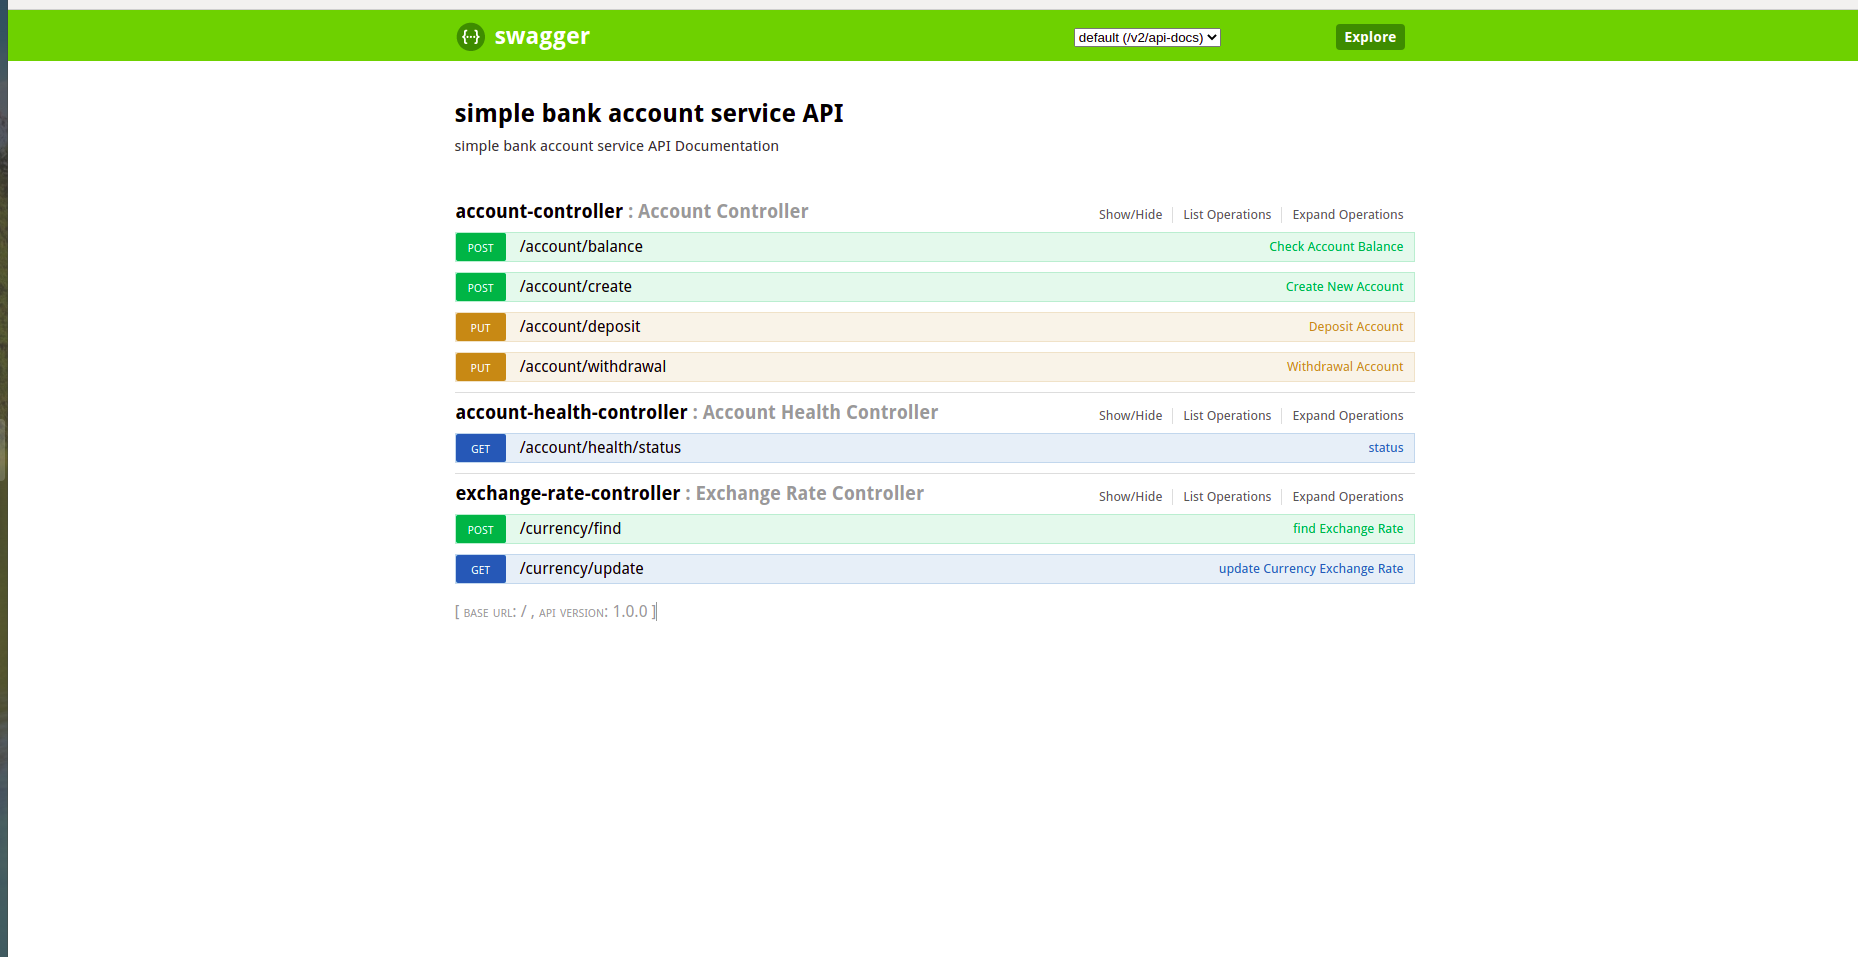 {···} swagger default (/v2/api-docs) Explore
simple bank account service API
simple bank account service API Documentation
account-controller : Account Controller Show/Hide List Operations Expand Operations
POST /account/balance Check Account Balance
POST /account/create Create New Account
PUT /account/deposit Deposit Account
PUT /account/withdrawal Withdrawal Account
account-health-controller : Account Health Controller Show/Hide List Operations Expand Operations
GET /account/health/status status
exchange-rate-controller : Exchange Rate Controller Show/Hide List Operations Expand Operations
POST /currency/find find Exchange Rate
GET /currency/update update Currency Exchange Rate
[ BASE URL: / , API VERSION: 1.0.0 ]